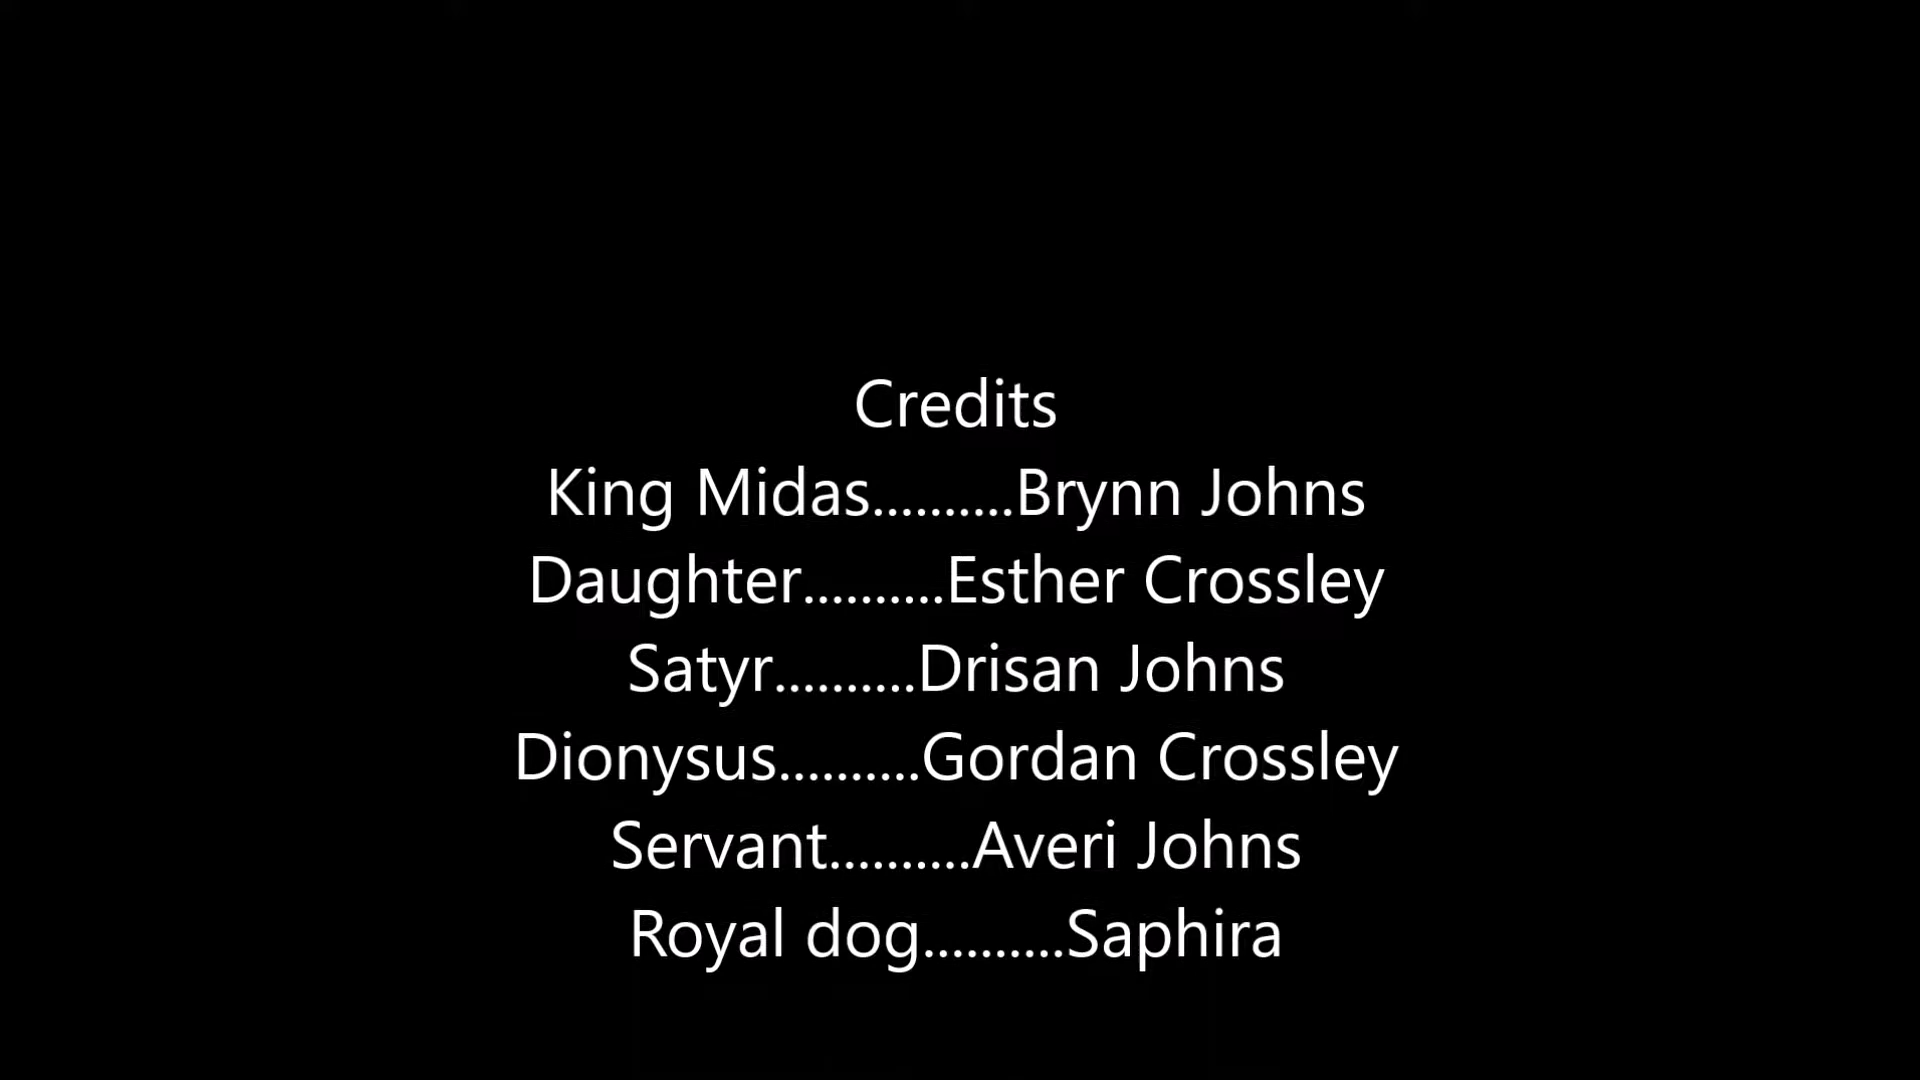 Credits
King Midas..........Brynn Johns
Daughter..........Esther Crossley
Satyr..........Drisan Johns
Dionysus..........Gordan Crossley
Servant..........Averi Johns
Royal dog..........Saphira